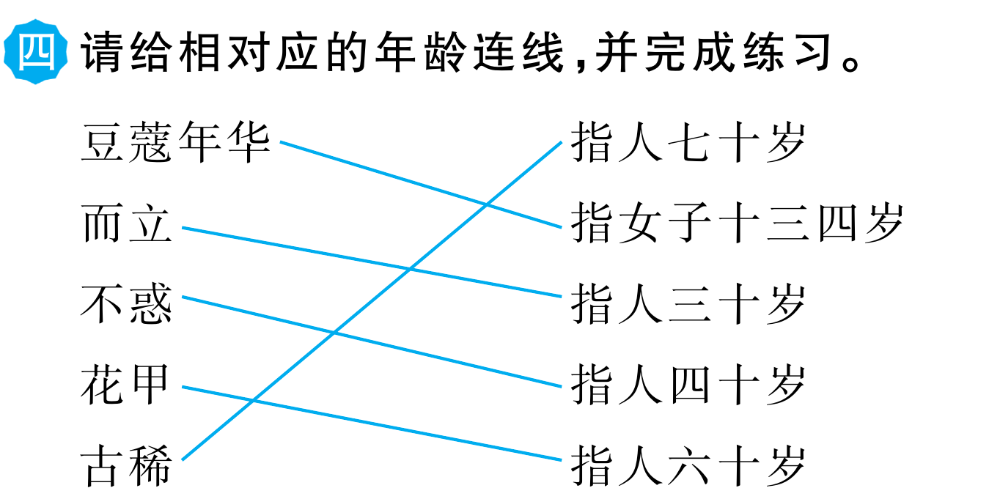 四 请给相对应的年龄连线,并完成练习。
豆蔻年华 指人七十岁
而立 指女子十三四岁
不惑 指人三十岁
花甲 指人四十岁
古稀 指人六十岁